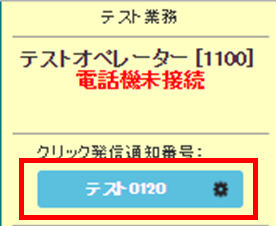 テスト業務
テストオペレーター [1100]
電話機未接続
クリック発信通知番号:
テスト0120